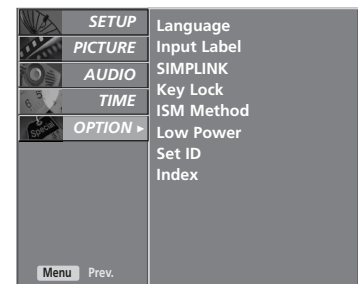 SETUP
PICTURE
AUDIO
TIME
OPTION ▸
Language
Input Label
SIMPLINK
Key Lock
ISM Method
Low Power
Set ID
Index
Menu Prev.